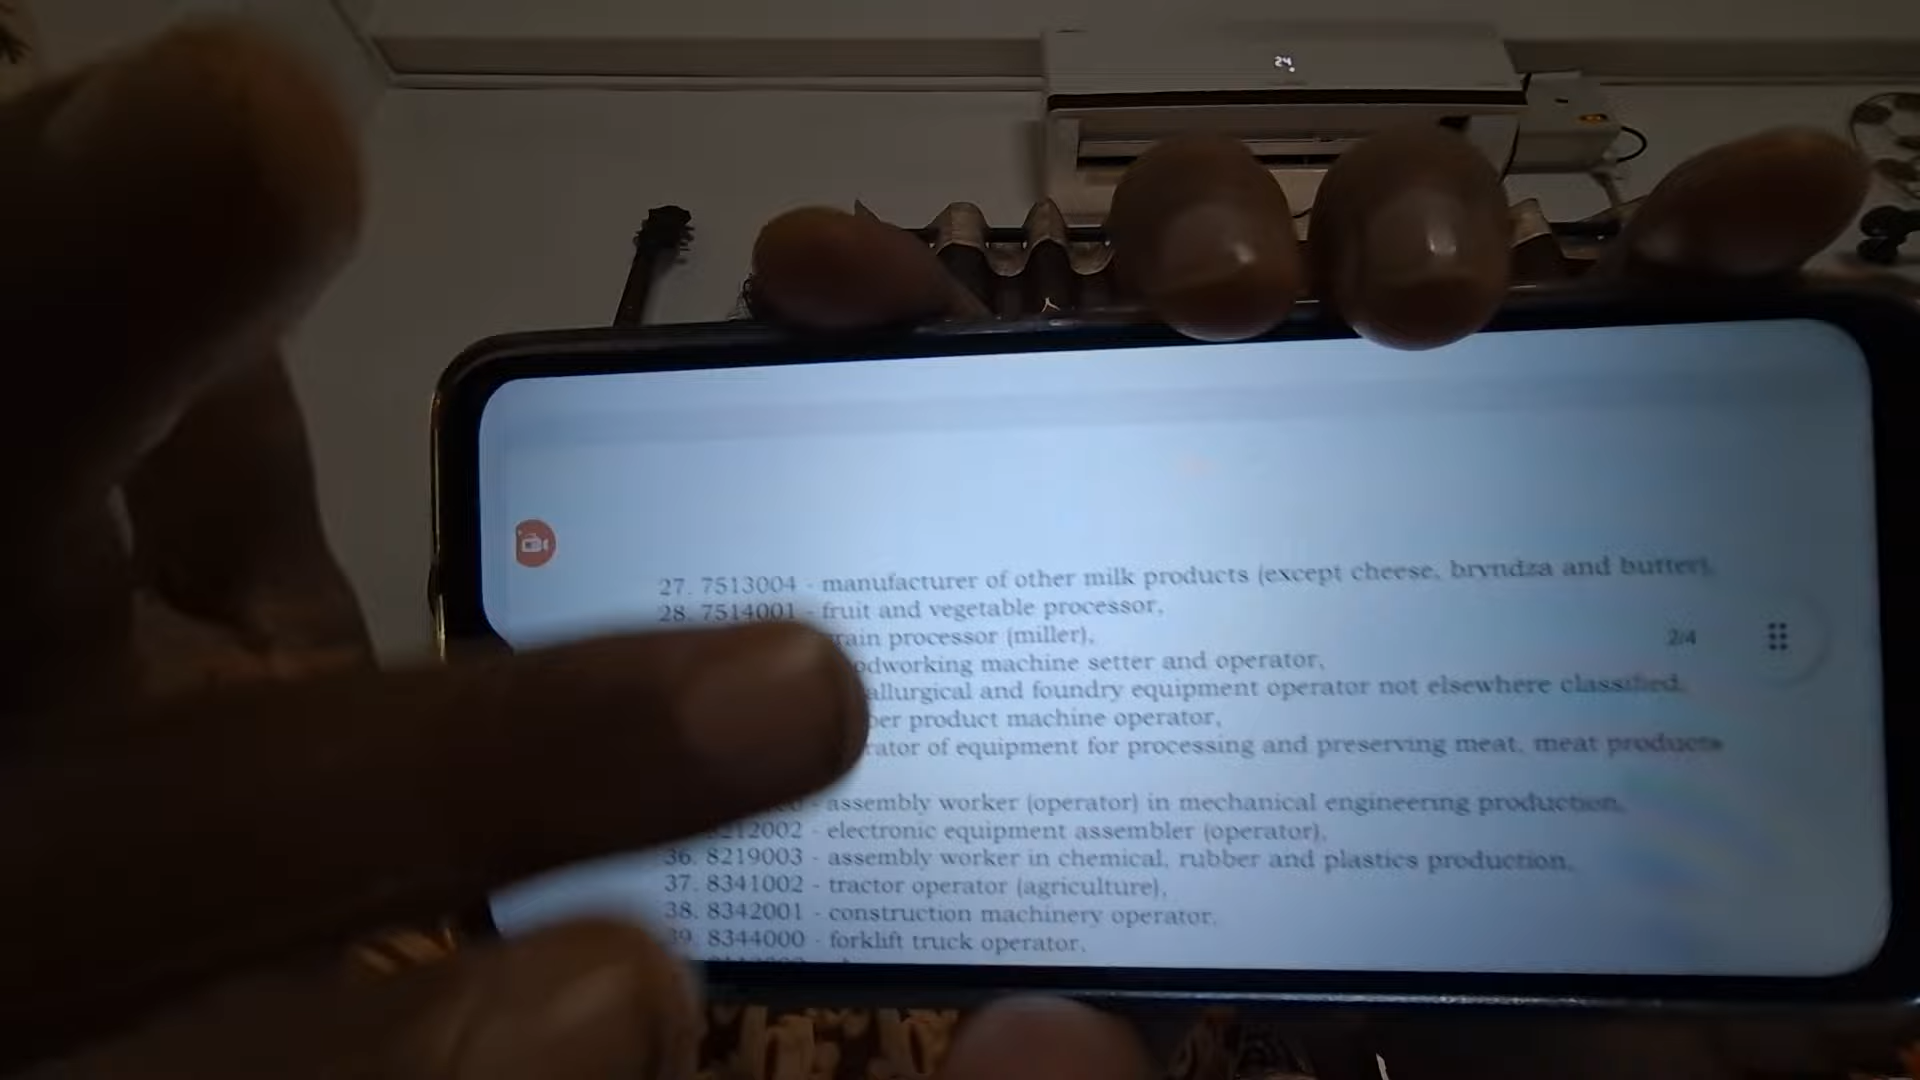 24
27. 7513004 - manufacturer of other milk products (except cheese, bryndza and butter),
28. 7514001 - fruit and vegetable processor,
rain processor (miller),
2/4
odworking machine setter and operator,
allurgical and foundry equipment operator not elsewhere classified,
ber product machine operator,
rator of equipment for processing and preserving meat, meat products
- assembly worker (operator) in mechanical engineering production,
8212002 - electronic equipment assembler (operator),
36. 8219003 - assembly worker in chemical, rubber and plastics production,
37. 8341002 - tractor operator (agriculture),
38. 8342001 - construction machinery operator,
39. 8344000 - forklift truck operator,